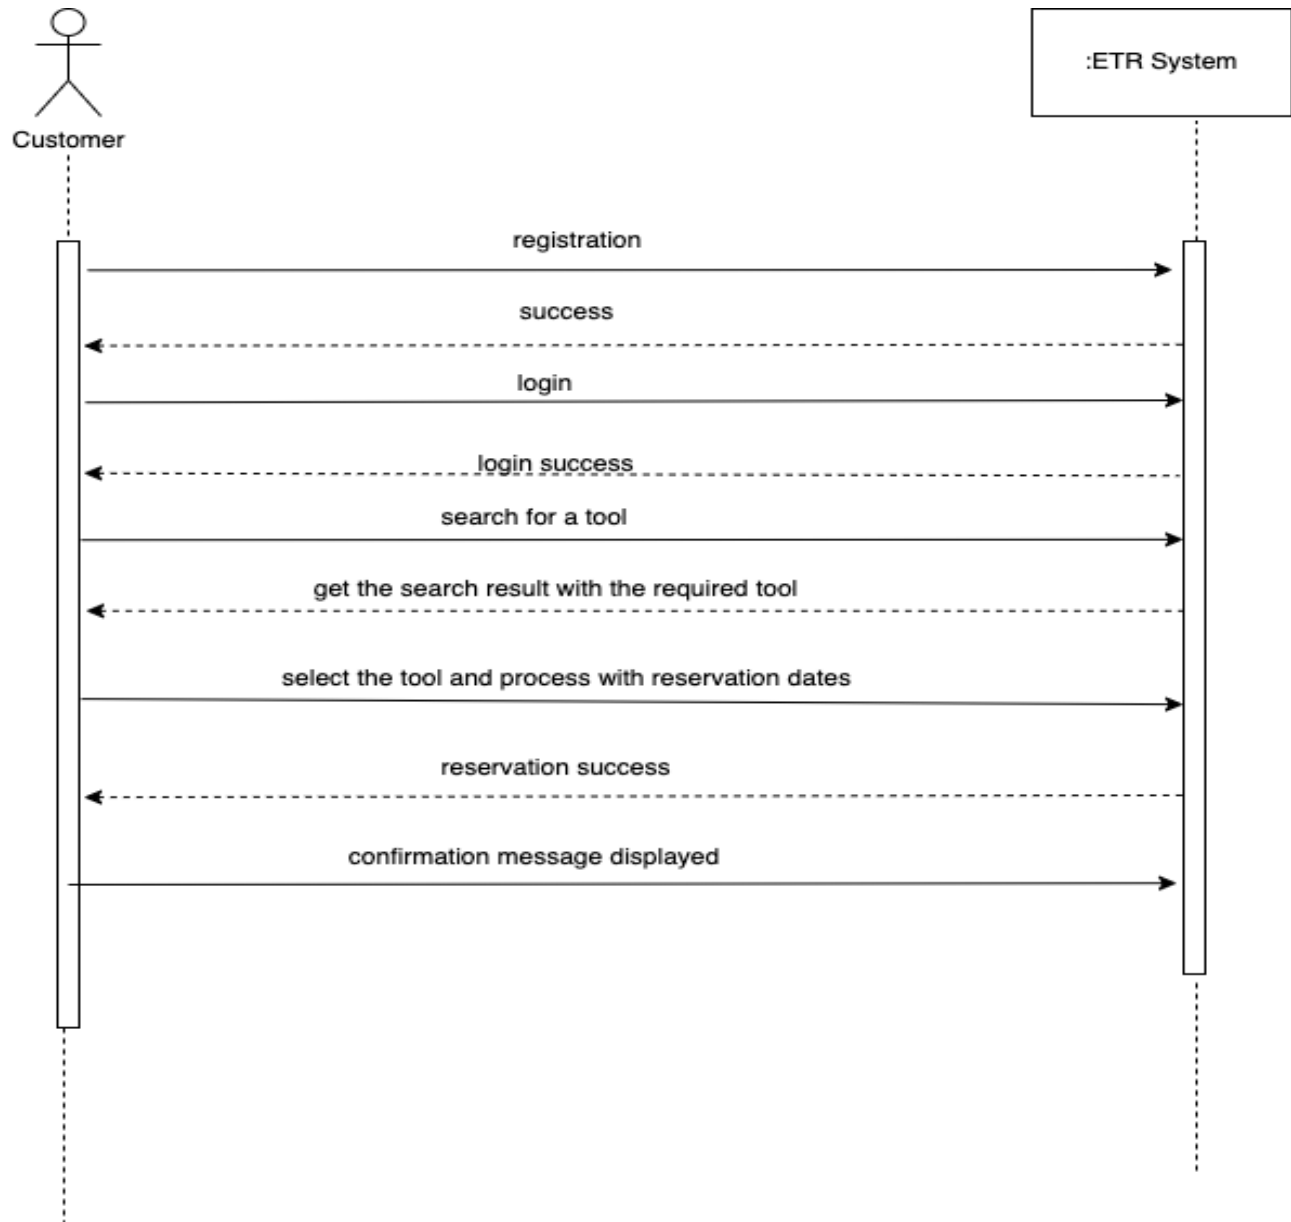 :ETR System
Customer
registration
success
login
login success
search for a tool
get the search result with the required tool
select the tool and process with reservation dates
reservation success
confirmation message displayed